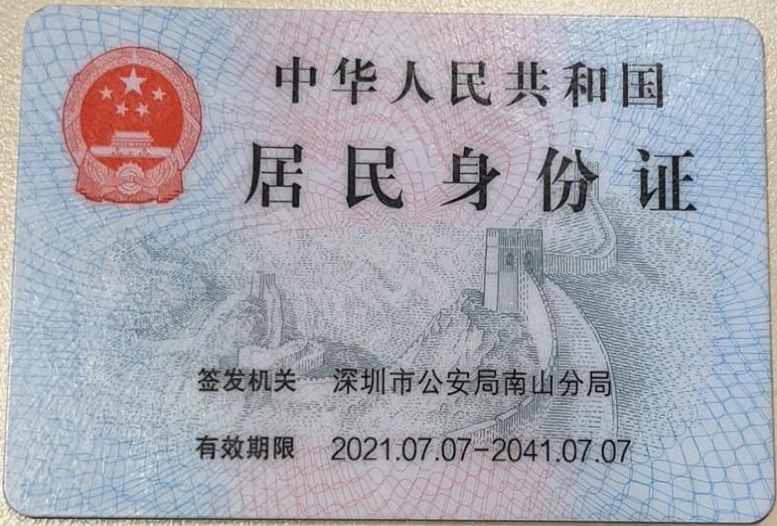 中华人民共和国
居民身份证
签发机关 深圳市公安局南山分局
有效期限 2021.07.07-2041.07.07